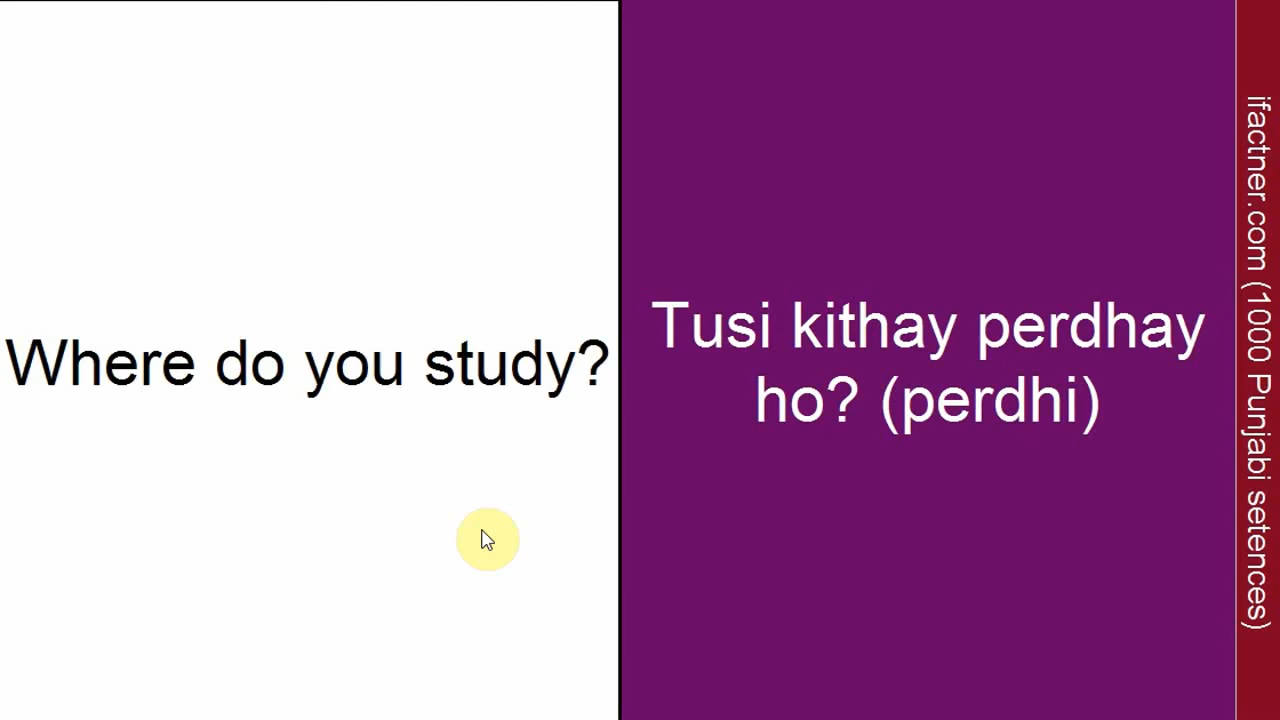 Where do you study?
Tusi kithay perdhay
ho? (perdhi)
ifactner.com (1000 Punjabi setences)